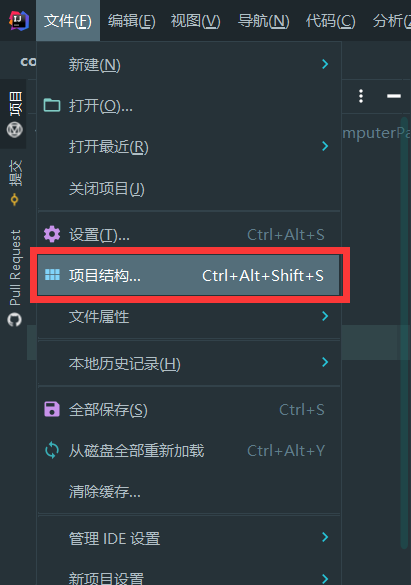 IJ
文件(F) 编辑(E) 视图(V) 导航(N) 代码(C) 分析(Z
co
项目
omputerPa
提交
Pull Request
新建(N)
打开(O)...
打开最近(R)
关闭项目(J)
设置(T)... Ctrl+Alt+S
项目结构... Ctrl+Alt+Shift+S
文件属性
本地历史记录(H)
全部保存(S) Ctrl+S
从磁盘全部重新加载 Ctrl+Alt+Y
清除缓存...
管理 IDE 设置
新项目设置